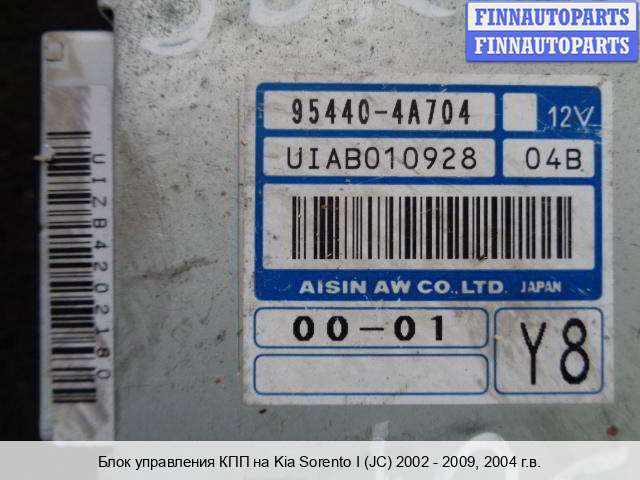 FINNAUTOPARTS
FINNAUTOPARTS
95440-4A704
12V
UIAB010928
04B
AISIN AW CO.,LTD. JAPAN
00-01
Y8
UIZB4202180
Блок управления КПП на Kia Sorento I (JC) 2002 - 2009, 2004 г.в.